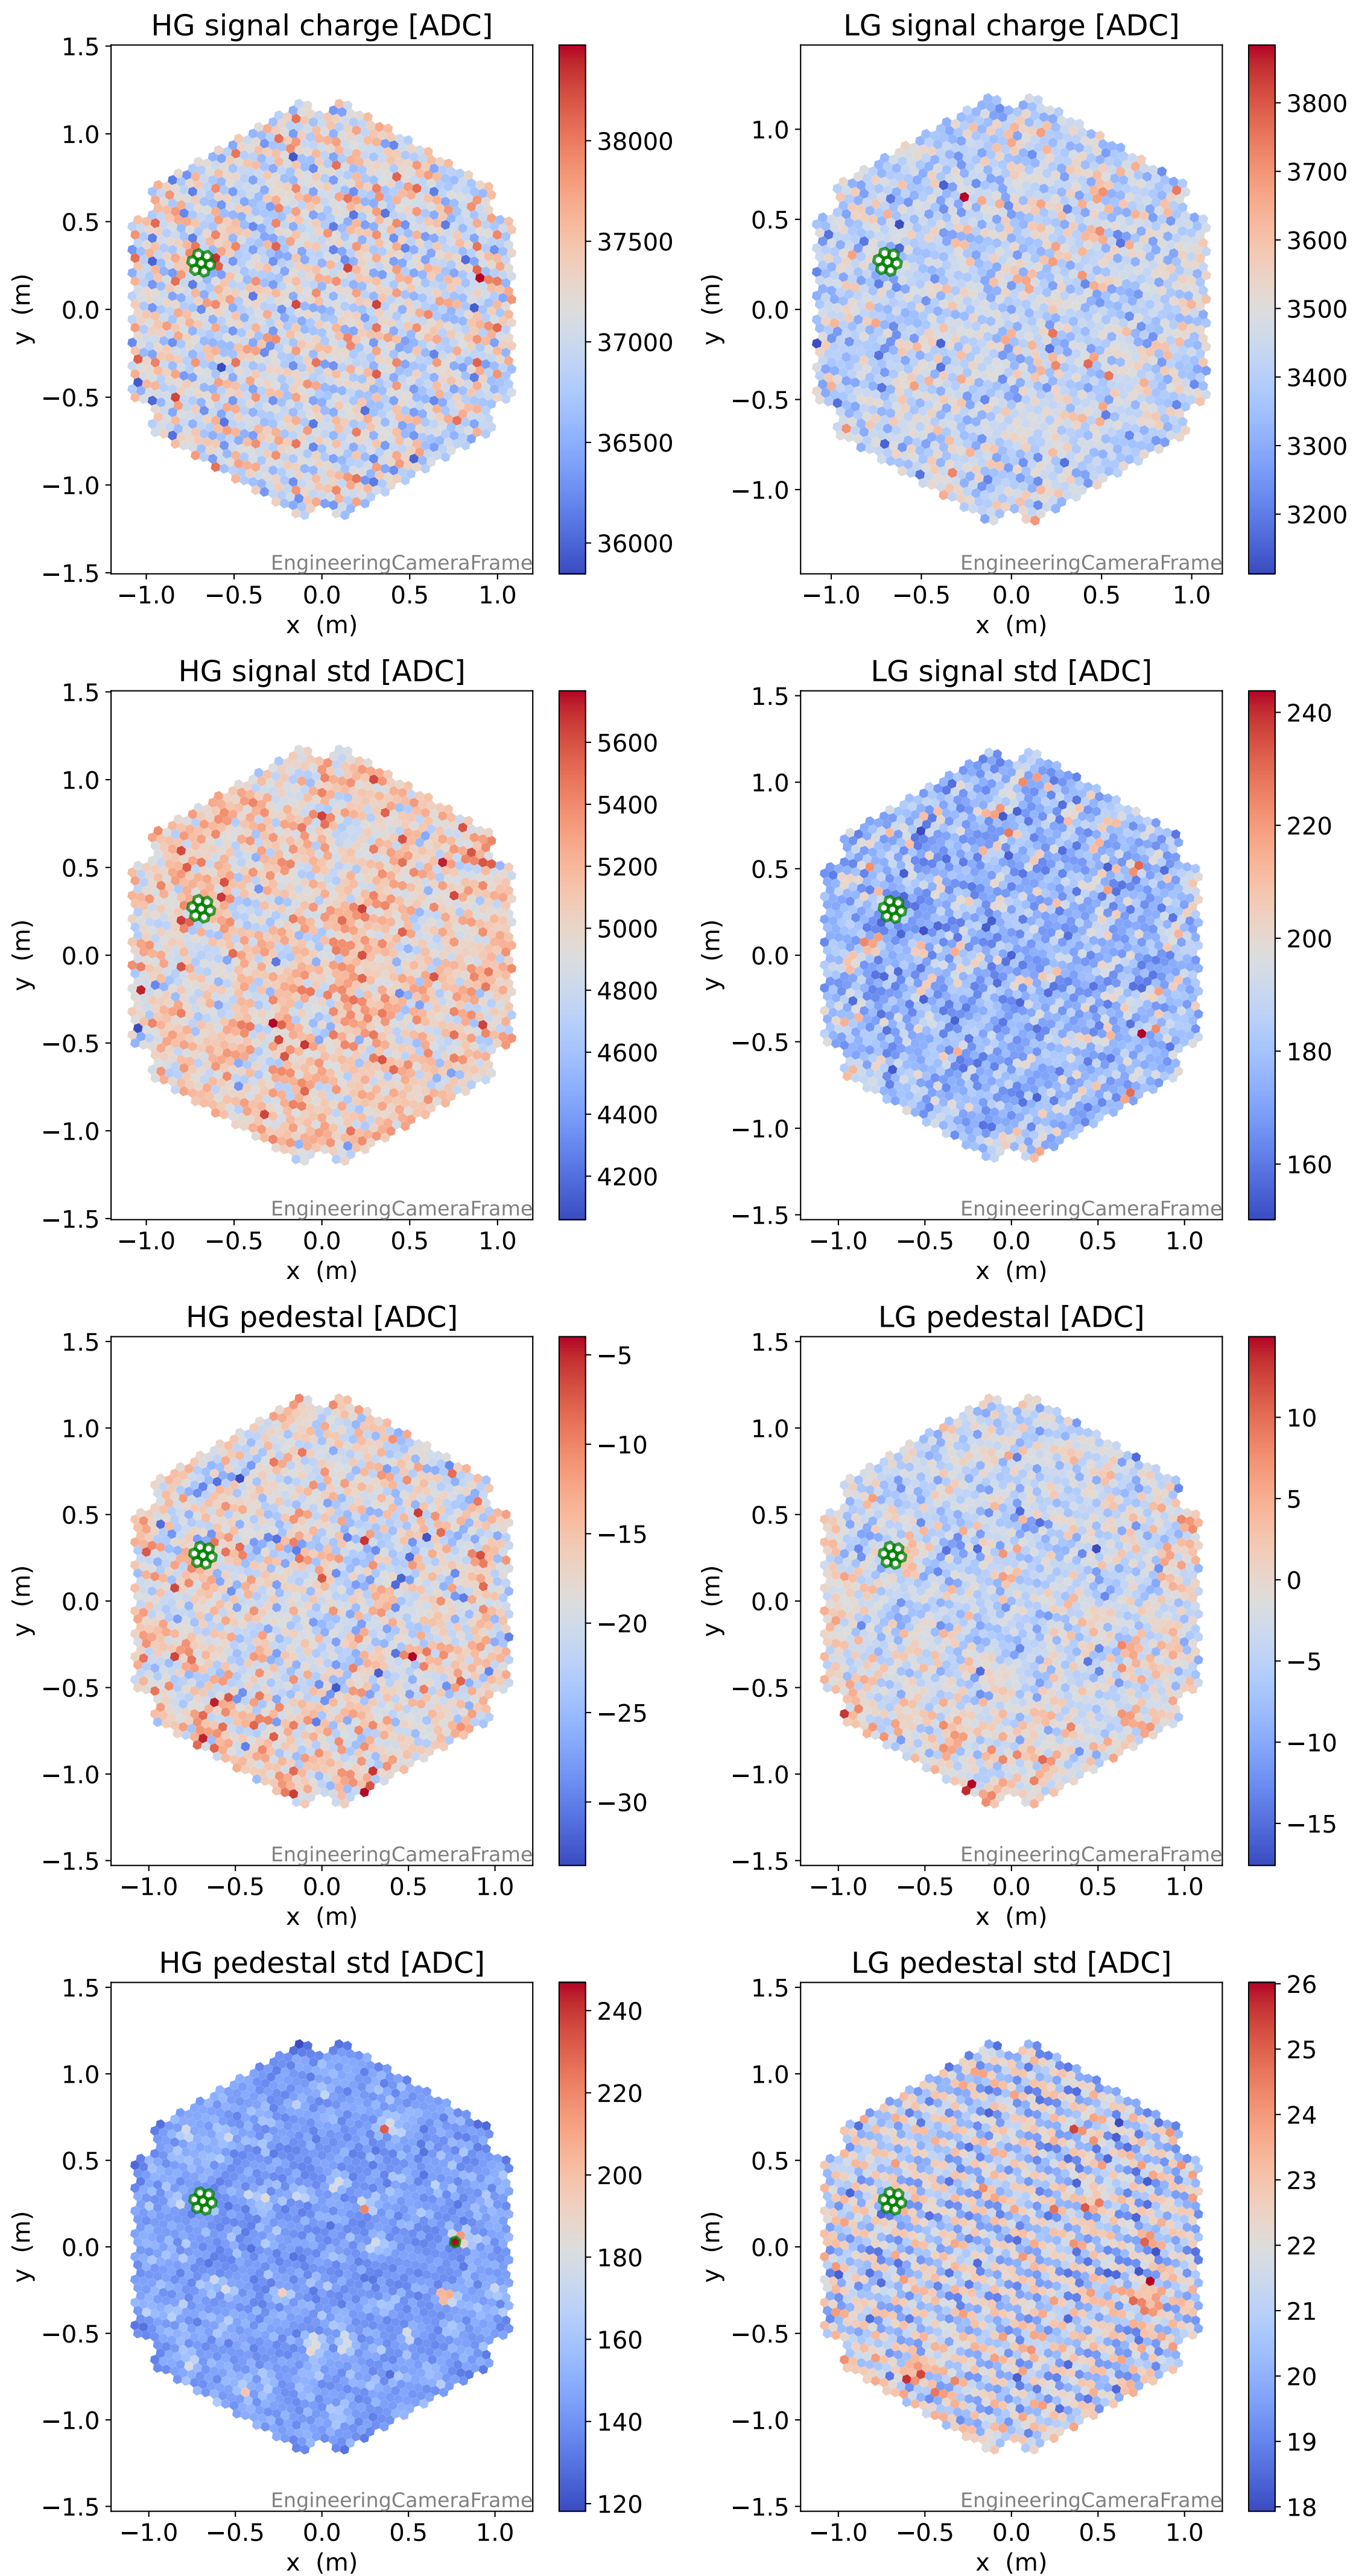 HG signal charge [ADC]
1.5
1.0
0.5
0.0
−0.5
−1.0
−1.5
y (m)
−1.0 −0.5 0.0 0.5 1.0
x (m)
EngineeringCameraFrame
38000
37500
37000
36500
36000
LG signal charge [ADC]
1.0
0.5
0.0
−0.5
−1.0
y (m)
−1.0 −0.5 0.0 0.5 1.0
x (m)
EngineeringCameraFrame
3800
3700
3600
3500
3400
3300
3200
HG signal std [ADC]
1.5
1.0
0.5
0.0
−0.5
−1.0
−1.5
y (m)
−1.0 −0.5 0.0 0.5 1.0
x (m)
EngineeringCameraFrame
5600
5400
5200
5000
4800
4600
4400
4200
LG signal std [ADC]
1.5
1.0
0.5
0.0
−0.5
−1.0
−1.5
y (m)
−1.0 −0.5 0.0 0.5 1.0
x (m)
EngineeringCameraFrame
240
220
200
180
160
HG pedestal [ADC]
1.5
1.0
0.5
0.0
−0.5
−1.0
−1.5
y (m)
−1.0 −0.5 0.0 0.5 1.0
x (m)
EngineeringCameraFrame
−5
−10
−15
−20
−25
−30
LG pedestal [ADC]
1.5
1.0
0.5
0.0
−0.5
−1.0
−1.5
y (m)
−1.0 −0.5 0.0 0.5 1.0
x (m)
EngineeringCameraFrame
10
5
0
−5
−10
−15
HG pedestal std [ADC]
1.5
1.0
0.5
0.0
−0.5
−1.0
−1.5
y (m)
−1.0 −0.5 0.0 0.5 1.0
x (m)
EngineeringCameraFrame
240
220
200
180
160
140
120
LG pedestal std [ADC]
1.5
1.0
0.5
0.0
−0.5
−1.0
−1.5
y (m)
−1.0 −0.5 0.0 0.5 1.0
x (m)
EngineeringCameraFrame
26
25
24
23
22
21
20
19
18